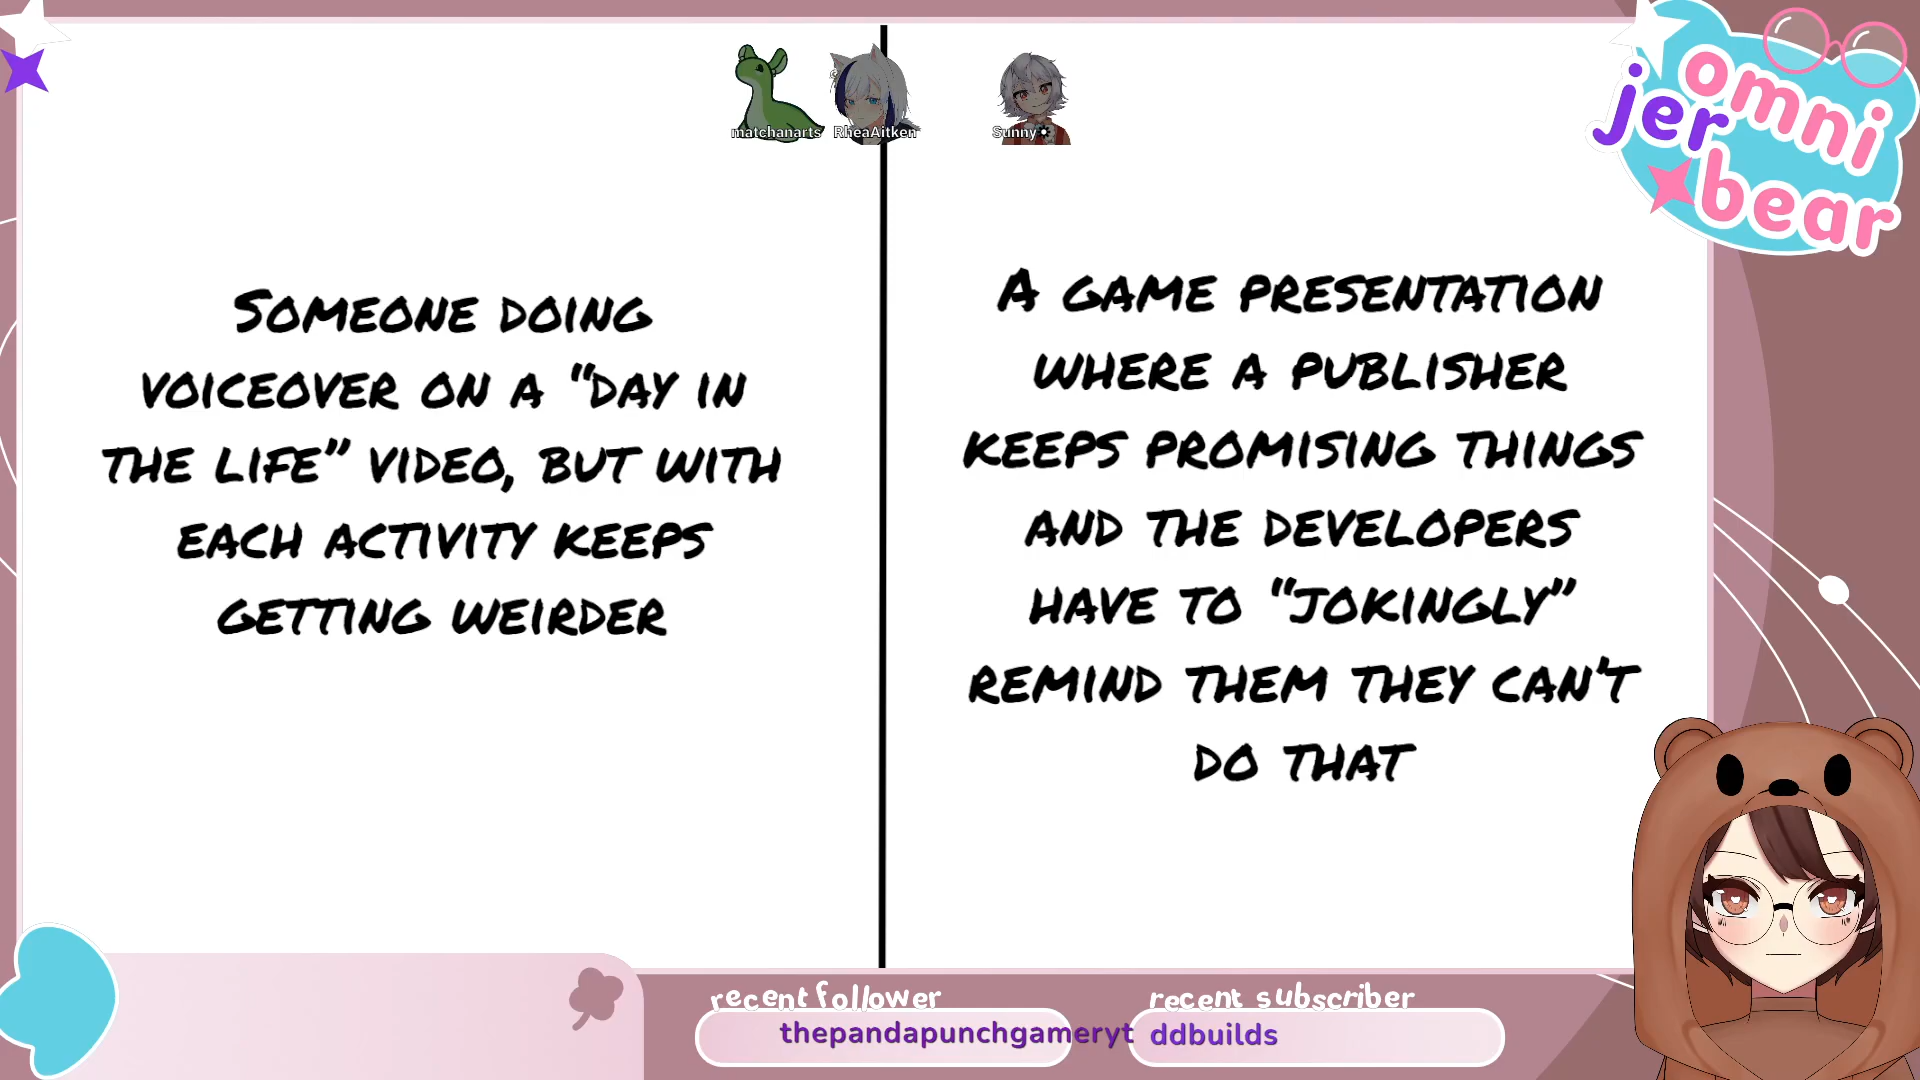 matchanarts
RheaAitken
Sunny
omni
jer
bear
SOMEONE DOING
VOICEOVER ON A “DAY IN
THE LIFE” VIDEO, BUT WITH
EACH ACTIVITY KEEPS
GETTING WEIRDER
A GAME PRESENTATION
WHERE A PUBLISHER
KEEPS PROMISING THINGS
AND THE DEVELOPERS
HAVE TO “JOKINGLY”
REMIND THEM THEY CAN’T
DO THAT
recent follower
thepandapunchgameryt
recent subscriber
ddbuilds